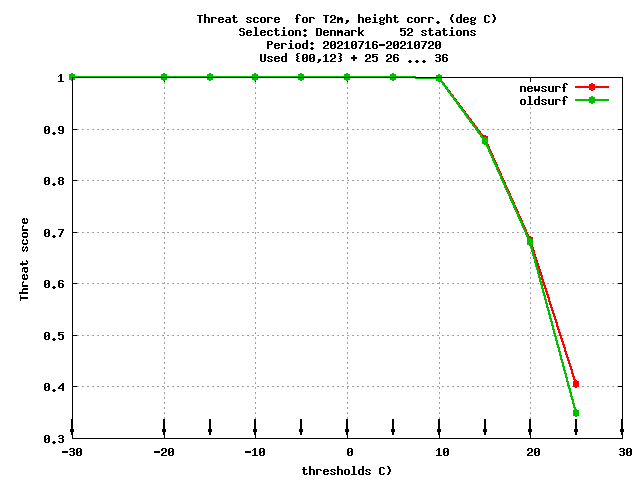 Threat score  for T2m, height corr. (deg C)
Selection: Denmark     52 stations
Period: 20210716-20210720
Used {00,12} + 25 26 ... 36
newsurf
oldsurf
1
0.9
0.8
0.7
0.6
0.5
0.4
0.3
Threat score
-30 -20 -10 0 10 20 30
thresholds C)